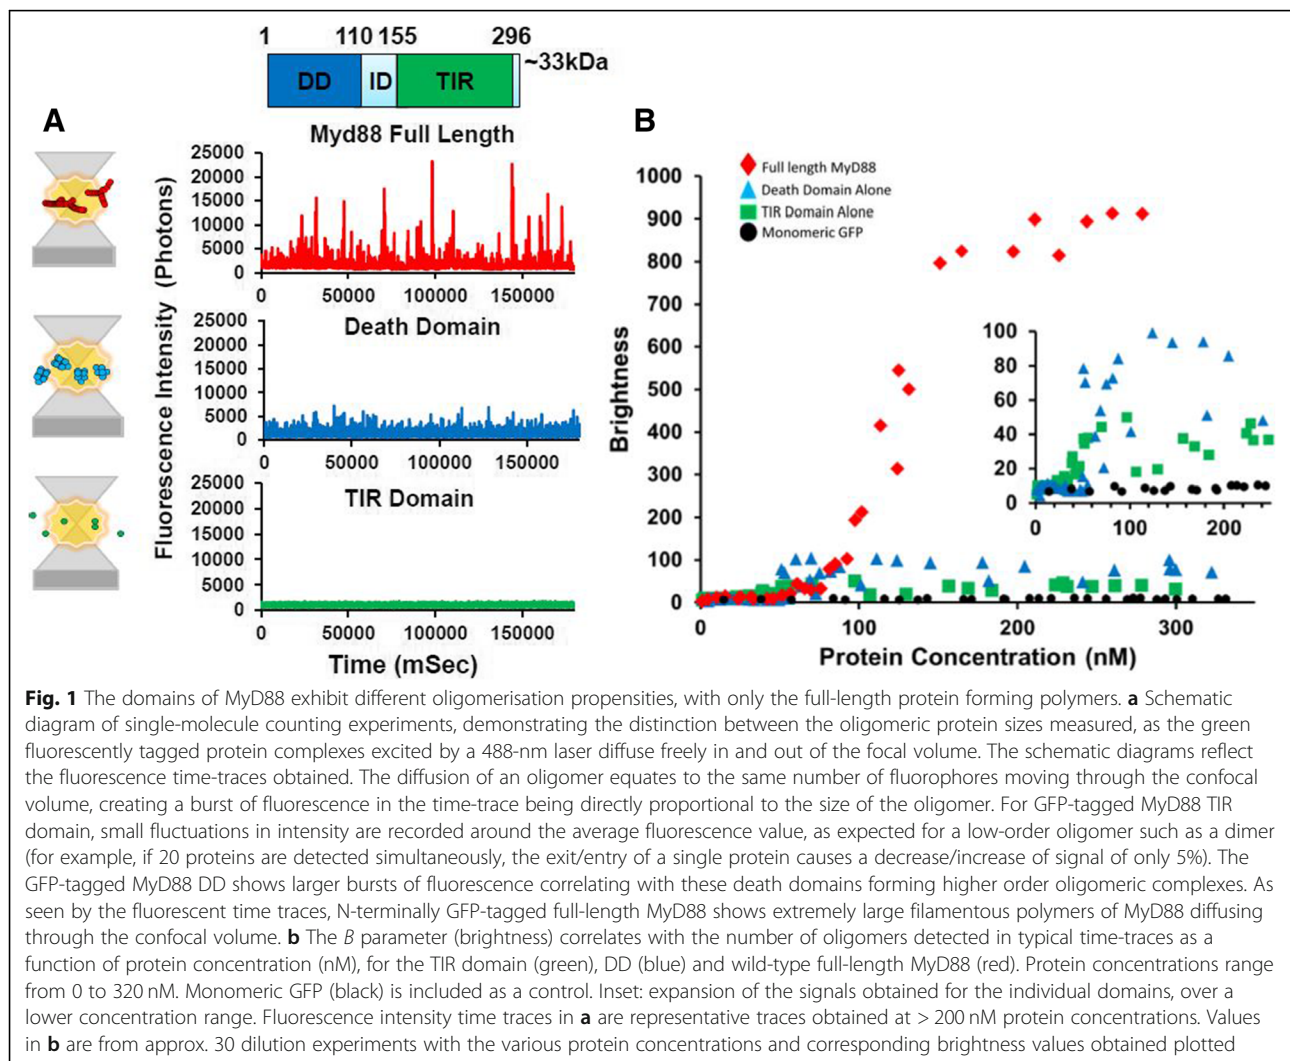 1 110 155 296
DD ID TIR ~33kDa
A
B
Myd88 Full Length
Fluorescence Intensity (Photons)
25000
20000
15000
10000
5000
0
0 50000 100000 150000
Death Domain
25000
20000
15000
10000
5000
0
0 50000 100000 150000
TIR Domain
25000
20000
15000
10000
5000
0
0 50000 100000 150000
Time (mSec)
Full length MyD88
Death Domain Alone
TIR Domain Alone
Monomeric GFP
Brightness
1000
900
800
700
600
500
400
300
200
100
0
0 100 200 300
Protein Concentration (nM)
100
80
60
40
20
0
0 100 200
Fig. 1 The domains of MyD88 exhibit different oligomerisation propensities, with only the full-length protein forming polymers. a Schematic
diagram of single-molecule counting experiments, demonstrating the distinction between the oligomeric protein sizes measured, as the green
fluorescently tagged protein complexes excited by a 488-nm laser diffuse freely in and out of the focal volume. The schematic diagrams reflect
the fluorescence time-traces obtained. The diffusion of an oligomer equates to the same number of fluorophores moving through the confocal
volume, creating a burst of fluorescence in the time-trace being directly proportional to the size of the oligomer. For GFP-tagged MyD88 TIR
domain, small fluctuations in intensity are recorded around the average fluorescence value, as expected for a low-order oligomer such as a dimer
(for example, if 20 proteins are detected simultaneously, the exit/entry of a single protein causes a decrease/increase of signal of only 5%). The
GFP-tagged MyD88 DD shows larger bursts of fluorescence correlating with these death domains forming higher order oligomeric complexes. As
seen by the fluorescent time traces, N-terminally GFP-tagged full-length MyD88 shows extremely large filamentous polymers of MyD88 diffusing
through the confocal volume. b The B parameter (brightness) correlates with the number of oligomers detected in typical time-traces as a
function of protein concentration (nM), for the TIR domain (green), DD (blue) and wild-type full-length MyD88 (red). Protein concentrations range
from 0 to 320 nM. Monomeric GFP (black) is included as a control. Inset: expansion of the signals obtained for the individual domains, over a
lower concentration range. Fluorescence intensity time traces in a are representative traces obtained at > 200 nM protein concentrations. Values
in b are from approx. 30 dilution experiments with the various protein concentrations and corresponding brightness values obtained plotted